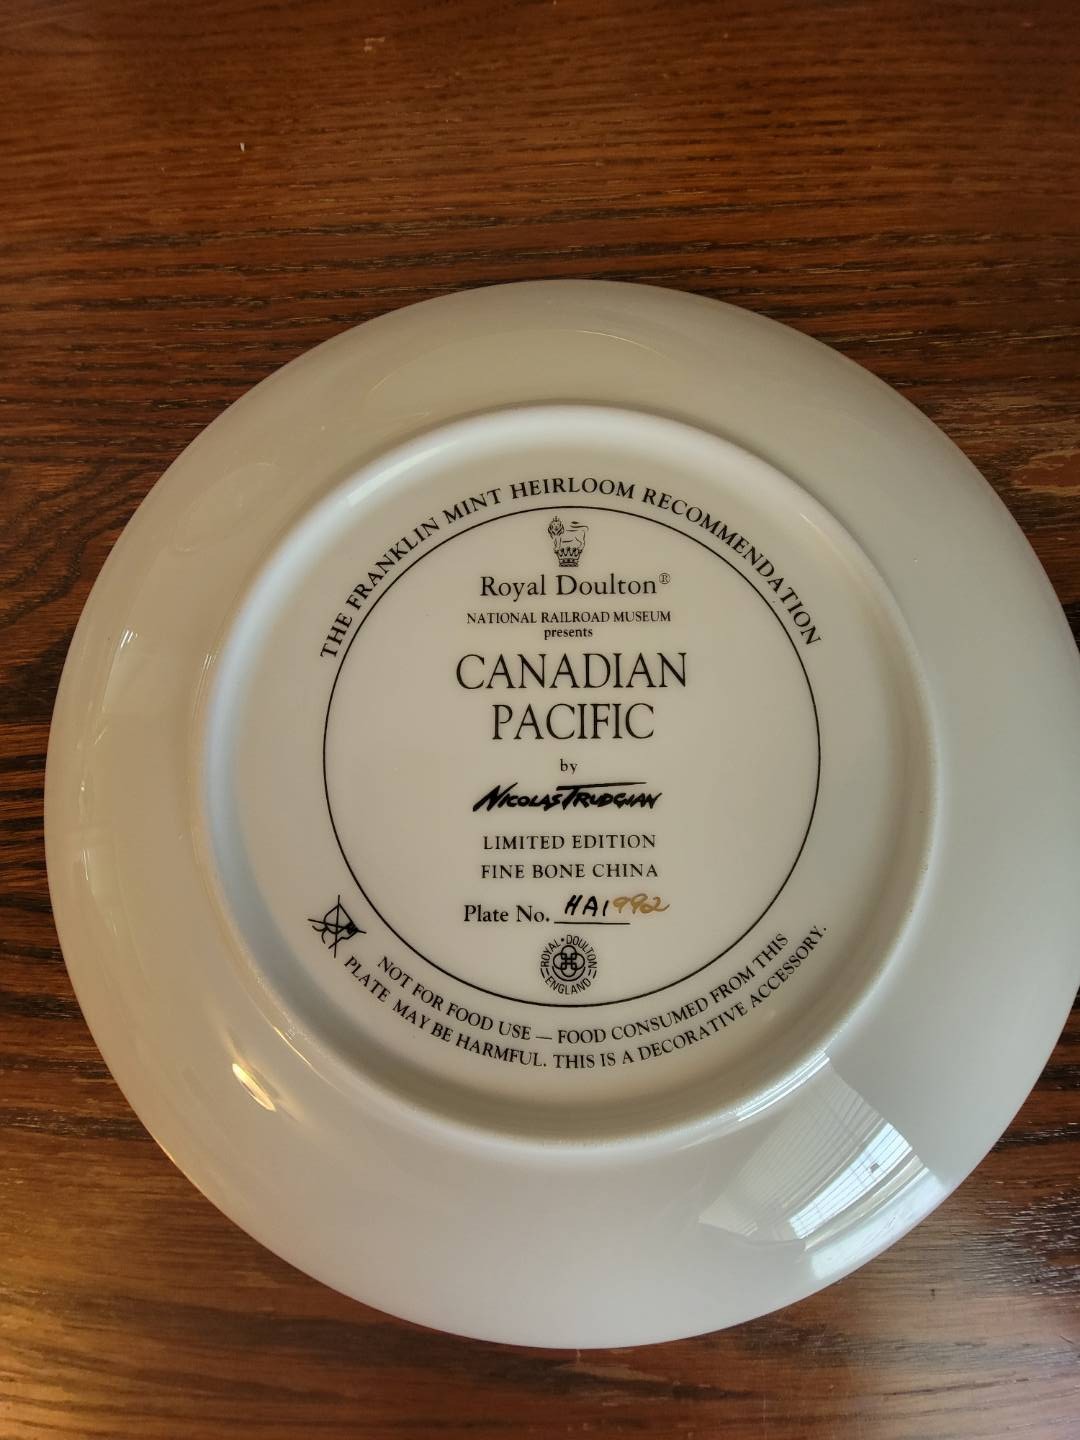 THE FRANKLIN MINT HEIRLOOM RECOMMENDATION
Royal Doulton®
NATIONAL RAILROAD MUSEUM
presents
CANADIAN
PACIFIC
by
NICOLAS TRUDGIAN
LIMITED EDITION
FINE BONE CHINA
Plate No. HA1992
ROYAL • DOULTON
ENGLAND
NOT FOR FOOD USE — FOOD CONSUMED FROM THIS
PLATE MAY BE HARMFUL. THIS IS A DECORATIVE ACCESSORY.